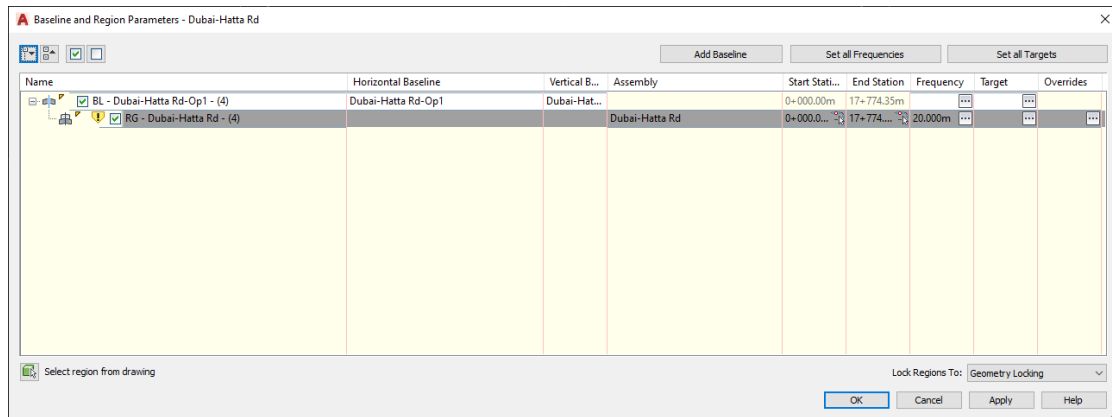 Baseline and Region Parameters - Dubai-Hatta Rd
Add Baseline Set all Frequencies Set all Targets
Name Horizontal Baseline Vertical B... Assembly Start Stati... End Station Frequency Target Overrides
BL - Dubai-Hatta Rd-Op1 - (4) Dubai-Hatta Rd-Op1 Dubai-Hat... 0+000.00m 17+774.35m
RG - Dubai-Hatta Rd - (4) Dubai-Hatta Rd 0+000.0... 17+774.... 20.000m
Select region from drawing Lock Regions To: Geometry Locking
OK Cancel Apply Help